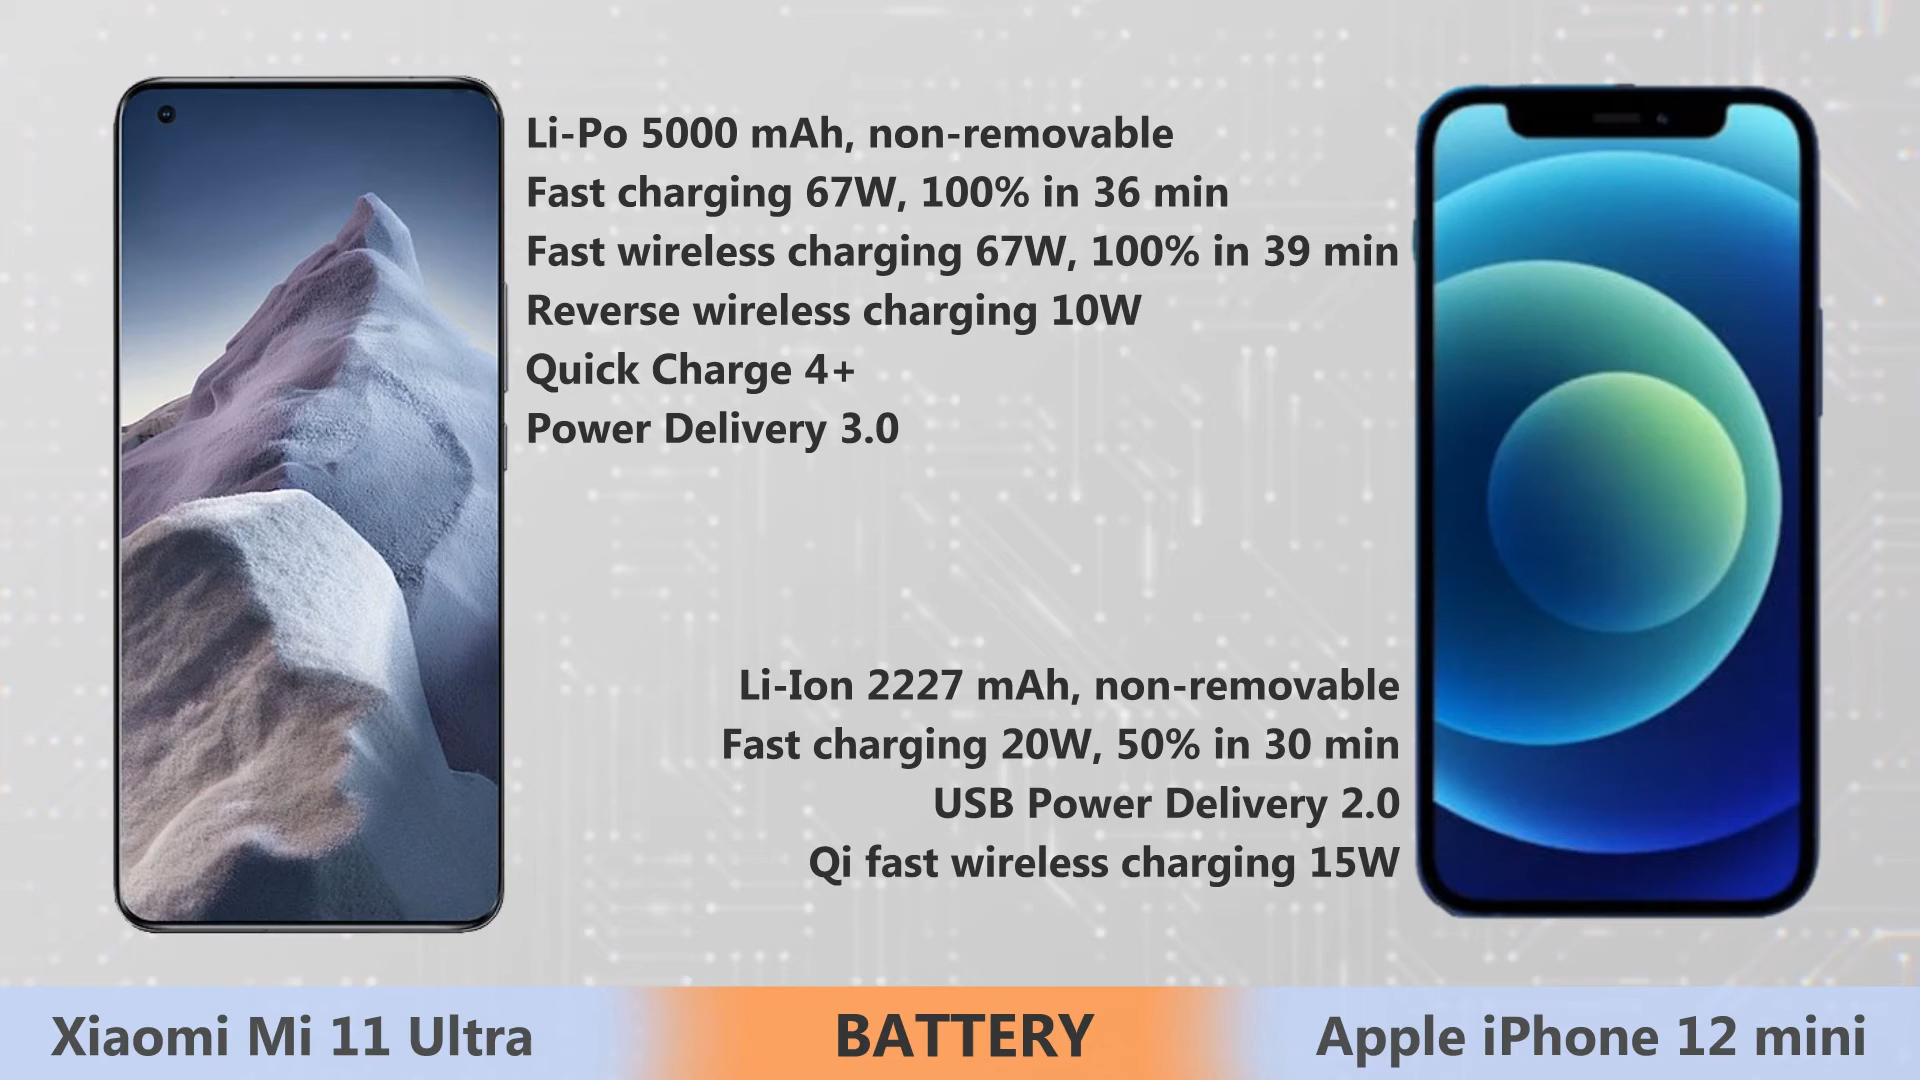 Li-Po 5000 mAh, non-removable
Fast charging 67W, 100% in 36 min
Fast wireless charging 67W, 100% in 39 min
Reverse wireless charging 10W
Quick Charge 4+
Power Delivery 3.0
Li-Ion 2227 mAh, non-removable
Fast charging 20W, 50% in 30 min
USB Power Delivery 2.0
Qi fast wireless charging 15W
Xiaomi Mi 11 Ultra
BATTERY
Apple iPhone 12 mini